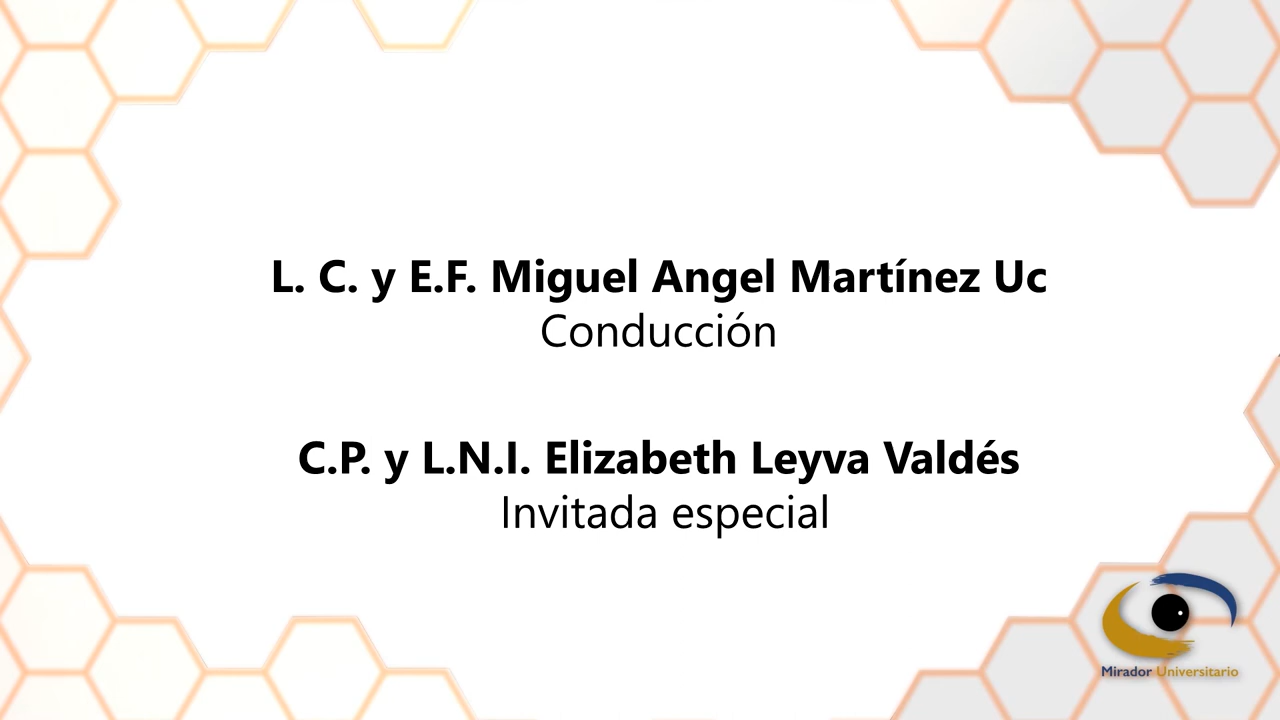 L. C. y E.F. Miguel Angel Martínez Uc
Conducción
C.P. y L.N.I. Elizabeth Leyva Valdés
Invitada especial
Mirador Universitario